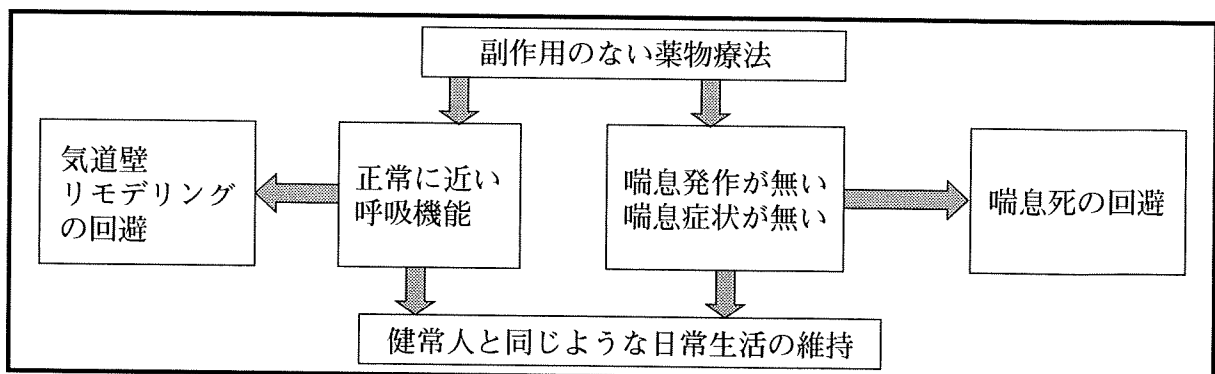 副作用のない薬物療法
気道壁
リモデリング
の回避
正常に近い
呼吸機能
喘息発作が無い
喘息症状が無い
喘息死の回避
健常人と同じような日常生活の維持